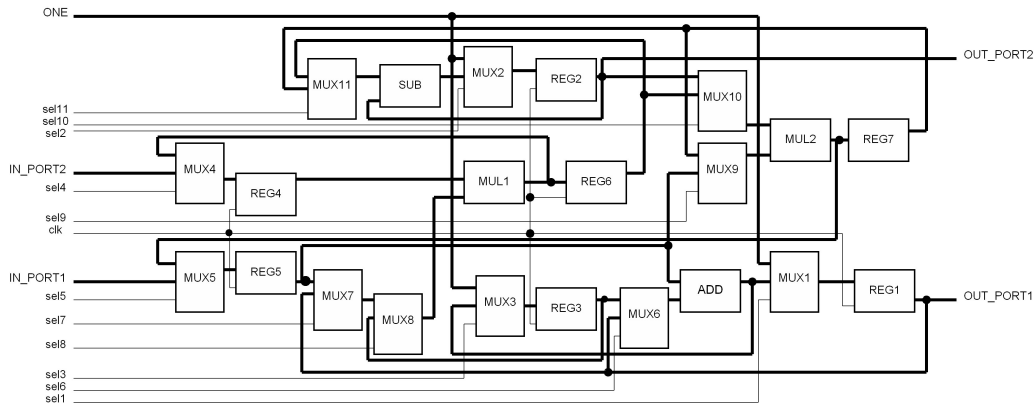 ONE
OUT_PORT2
MUX11
SUB
MUX2
REG2
MUX10
sel11
sel10
sel2
MUL2
REG7
IN_PORT2
MUX4
REG4
MUL1
REG6
MUX9
sel4
sel9
clk
IN_PORT1
MUX5
REG5
MUX7
MUX8
MUX3
REG3
MUX6
ADD
MUX1
REG1
OUT_PORT1
sel5
sel7
sel8
sel3
sel6
sel1